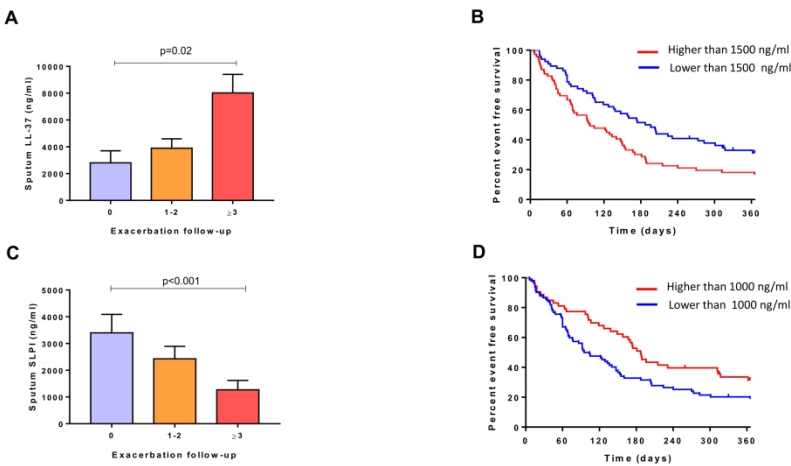 A
p=0.02
10000
8000
6000
4000
2000
0
Sputum LL-37 (ng/ml)
0 1-2 ≥3
Exacerbation follow-up
B
Higher than 1500 ng/ml
Lower than 1500 ng/ml
100
80
60
40
20
0
Percent event free survival
0 60 120 180 240 300 360
Time (days)
C
p<0.001
5000
4000
3000
2000
1000
0
Sputum SLPI (ng/ml)
0 1-2 ≥3
Exacerbation follow-up
D
Higher than 1000 ng/ml
Lower than 1000 ng/ml
100
80
60
40
20
0
Percent event free survival
0 60 120 180 240 300 360
Time (days)